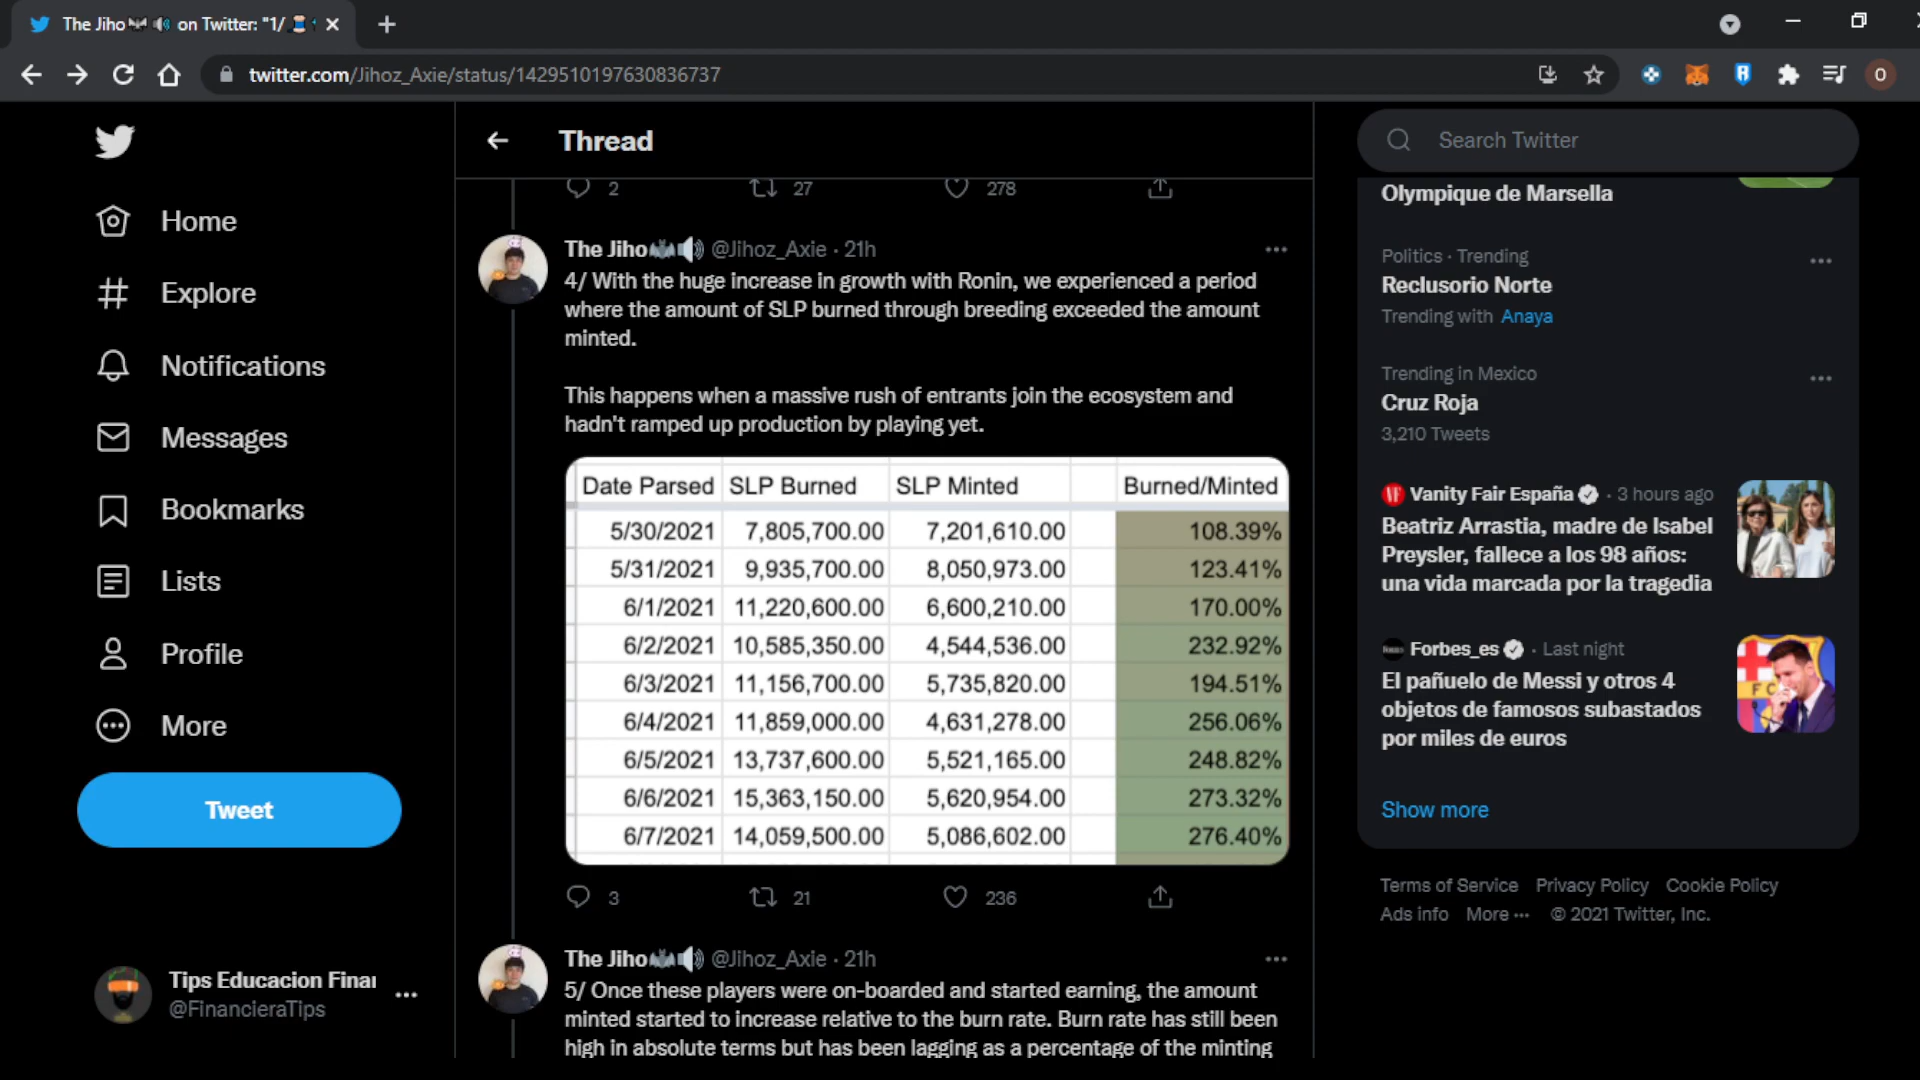 The Jiho on Twitter: "1/
twitter.com/Jihoz_Axie/status/1429510197630836737
O
Home
Explore
Notifications
Messages
Bookmarks
Lists
Profile
More
Tweet
Tips Educacion Finar
@FinancieraTips
Thread
2 27 278
The Jiho @Jihoz_Axie · 21h
4/ With the huge increase in growth with Ronin, we experienced a period
where the amount of SLP burned through breeding exceeded the amount
minted.
This happens when a massive rush of entrants join the ecosystem and
hadn't ramped up production by playing yet.
Date Parsed SLP Burned SLP Minted Burned/Minted
5/30/2021 7,805,700.00 7,201,610.00 108.39%
5/31/2021 9,935,700.00 8,050,973.00 123.41%
6/1/2021 11,220,600.00 6,600,210.00 170.00%
6/2/2021 10,585,350.00 4,544,536.00 232.92%
6/3/2021 11,156,700.00 5,735,820.00 194.51%
6/4/2021 11,859,000.00 4,631,278.00 256.06%
6/5/2021 13,737,600.00 5,521,165.00 248.82%
6/6/2021 15,363,150.00 5,620,954.00 273.32%
6/7/2021 14,059,500.00 5,086,602.00 276.40%
3 21 236
The Jiho @Jihoz_Axie · 21h
5/ Once these players were on-boarded and started earning, the amount
minted started to increase relative to the burn rate. Burn rate has still been
high in absolute terms but has been lagging as a percentage of the minting
Search Twitter
Olympique de Marsella
Politics · Trending
Reclusorio Norte
Trending with Anaya
Trending in Mexico
Cruz Roja
3,210 Tweets
VF Vanity Fair España · 3 hours ago
Beatriz Arrastia, madre de Isabel
Preysler, fallece a los 98 años:
una vida marcada por la tragedia
Forbes_es · Last night
El pañuelo de Messi y otros 4
objetos de famosos subastados
por miles de euros
F C
Show more
Terms of Service Privacy Policy Cookie Policy
Ads info More ··· © 2021 Twitter, Inc.